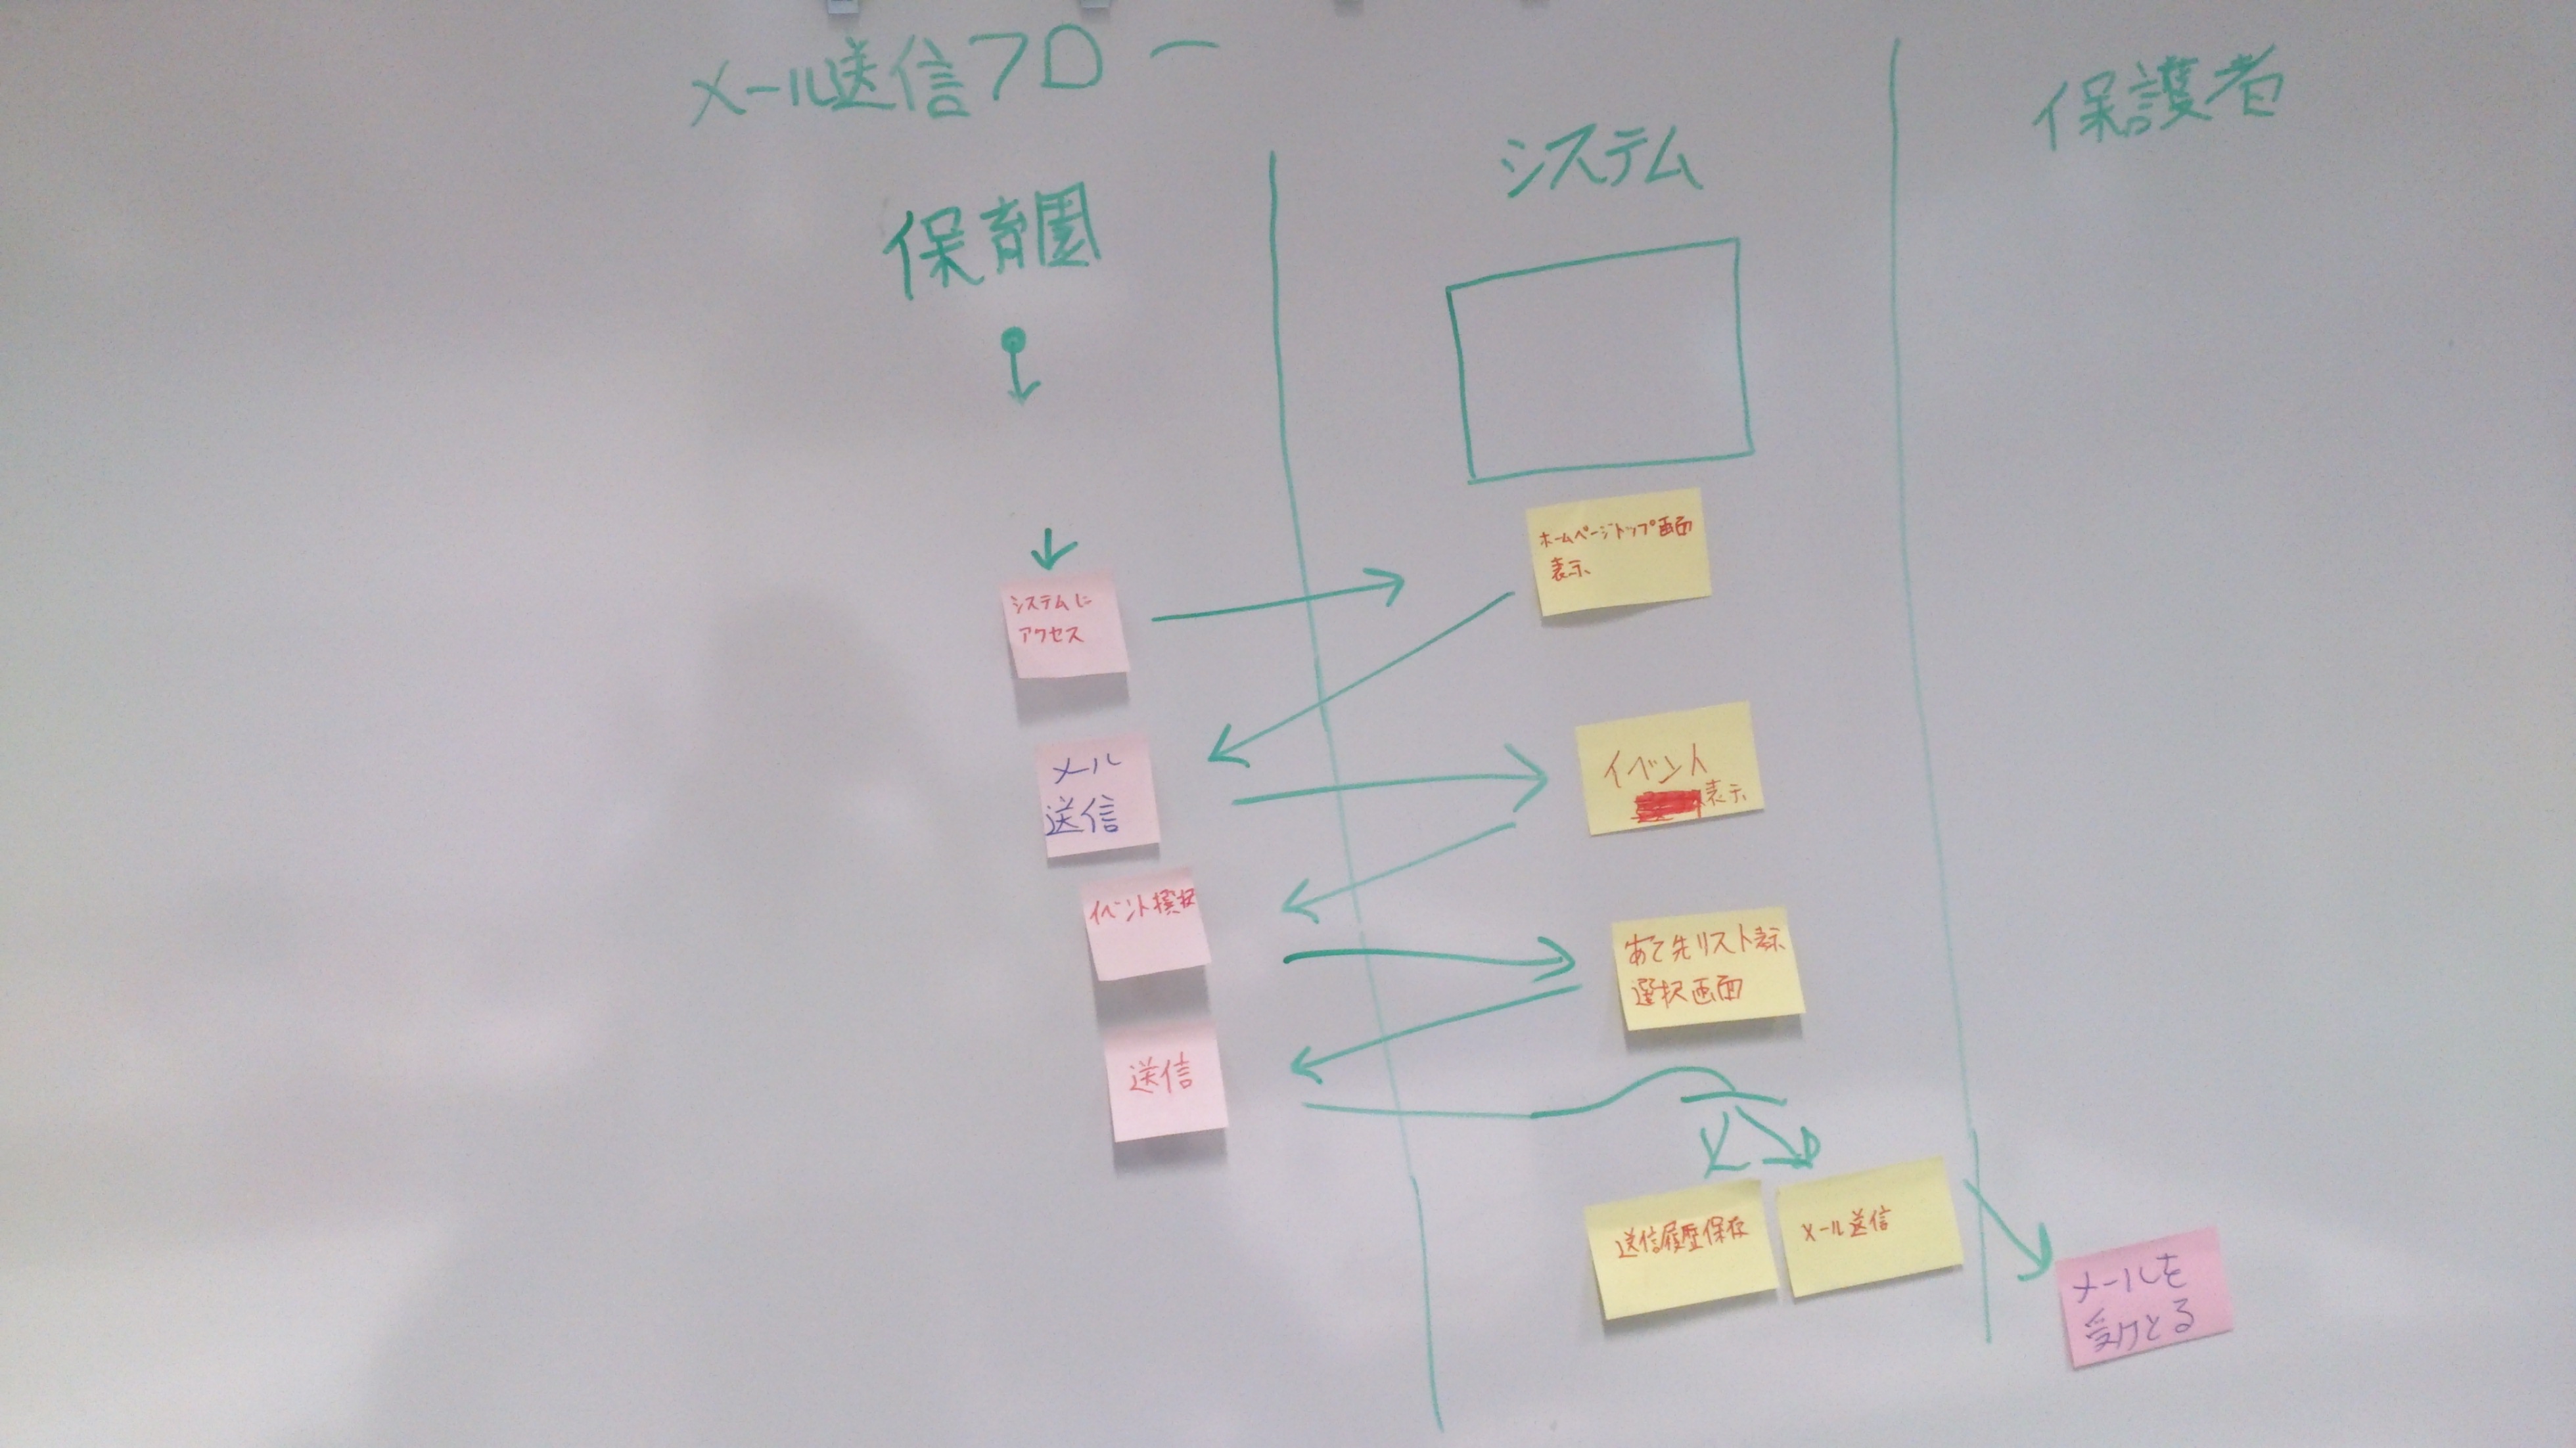 メール送信フロー
保育園
システム
保護者
システムに
アクセス
ホームページトップ画面
表示
メール
送信
イベント
表示
イベント選択
あて先リスト表示
選択画面
送信
送信履歴保存
メール送信
メールを
受けとる